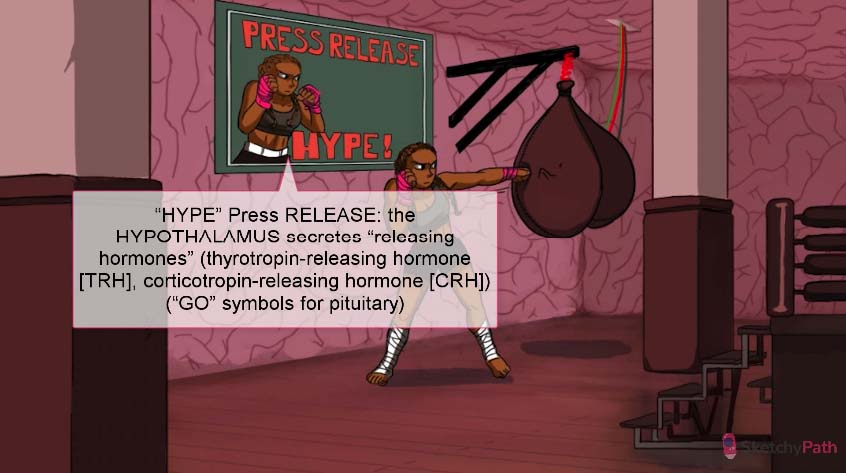 PRESS RELEASE
HYPE!
“HYPE” Press RELEASE: the
HYPOTHALAMUS secretes “releasing
hormones” (thyrotropin-releasing hormone
[TRH], corticotropin-releasing hormone [CRH])
(“GO” symbols for pituitary)
SketchyPath